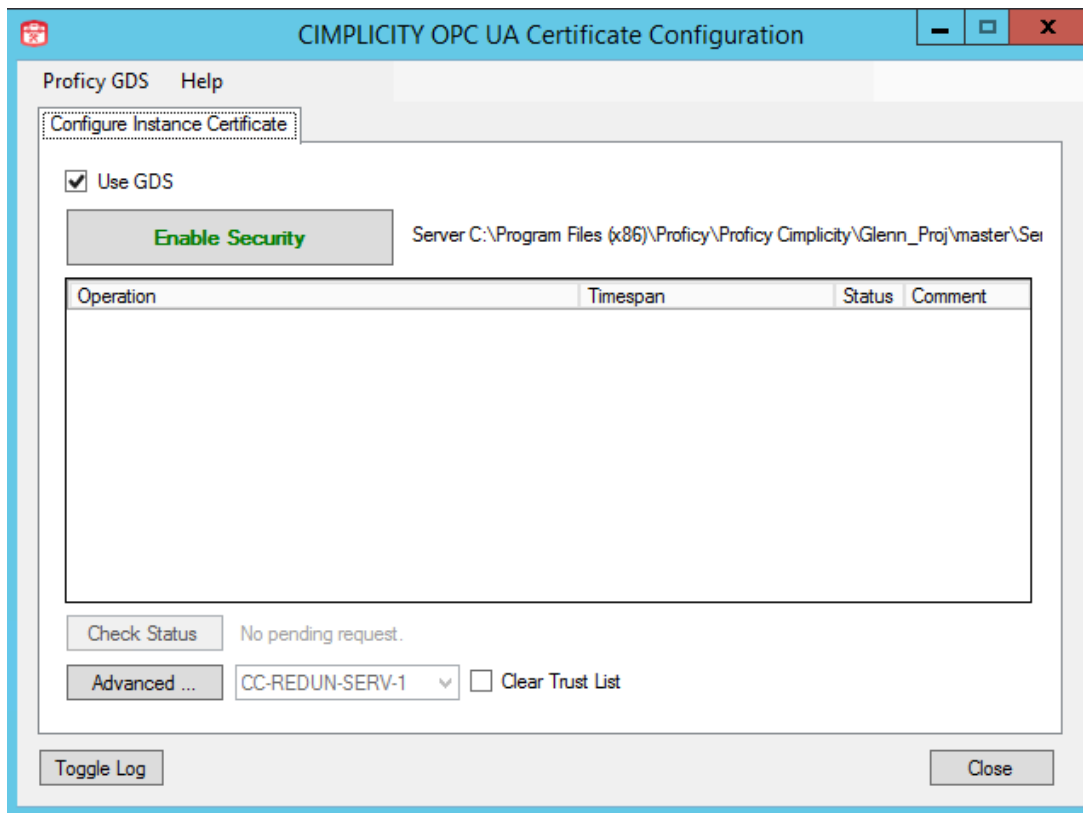 CIMPLICITY OPC UA Certificate Configuration
Proficy GDS Help
Configure Instance Certificate
Use GDS
Enable Security Server C:\Program Files (x86)\Proficy\Proficy Cimplicity\Glenn_Proj\master\Ser
Operation Timespan Status Comment
Check Status No pending request.
Advanced ... CC-REDUN-SERV-1 Clear Trust List
Toggle Log Close